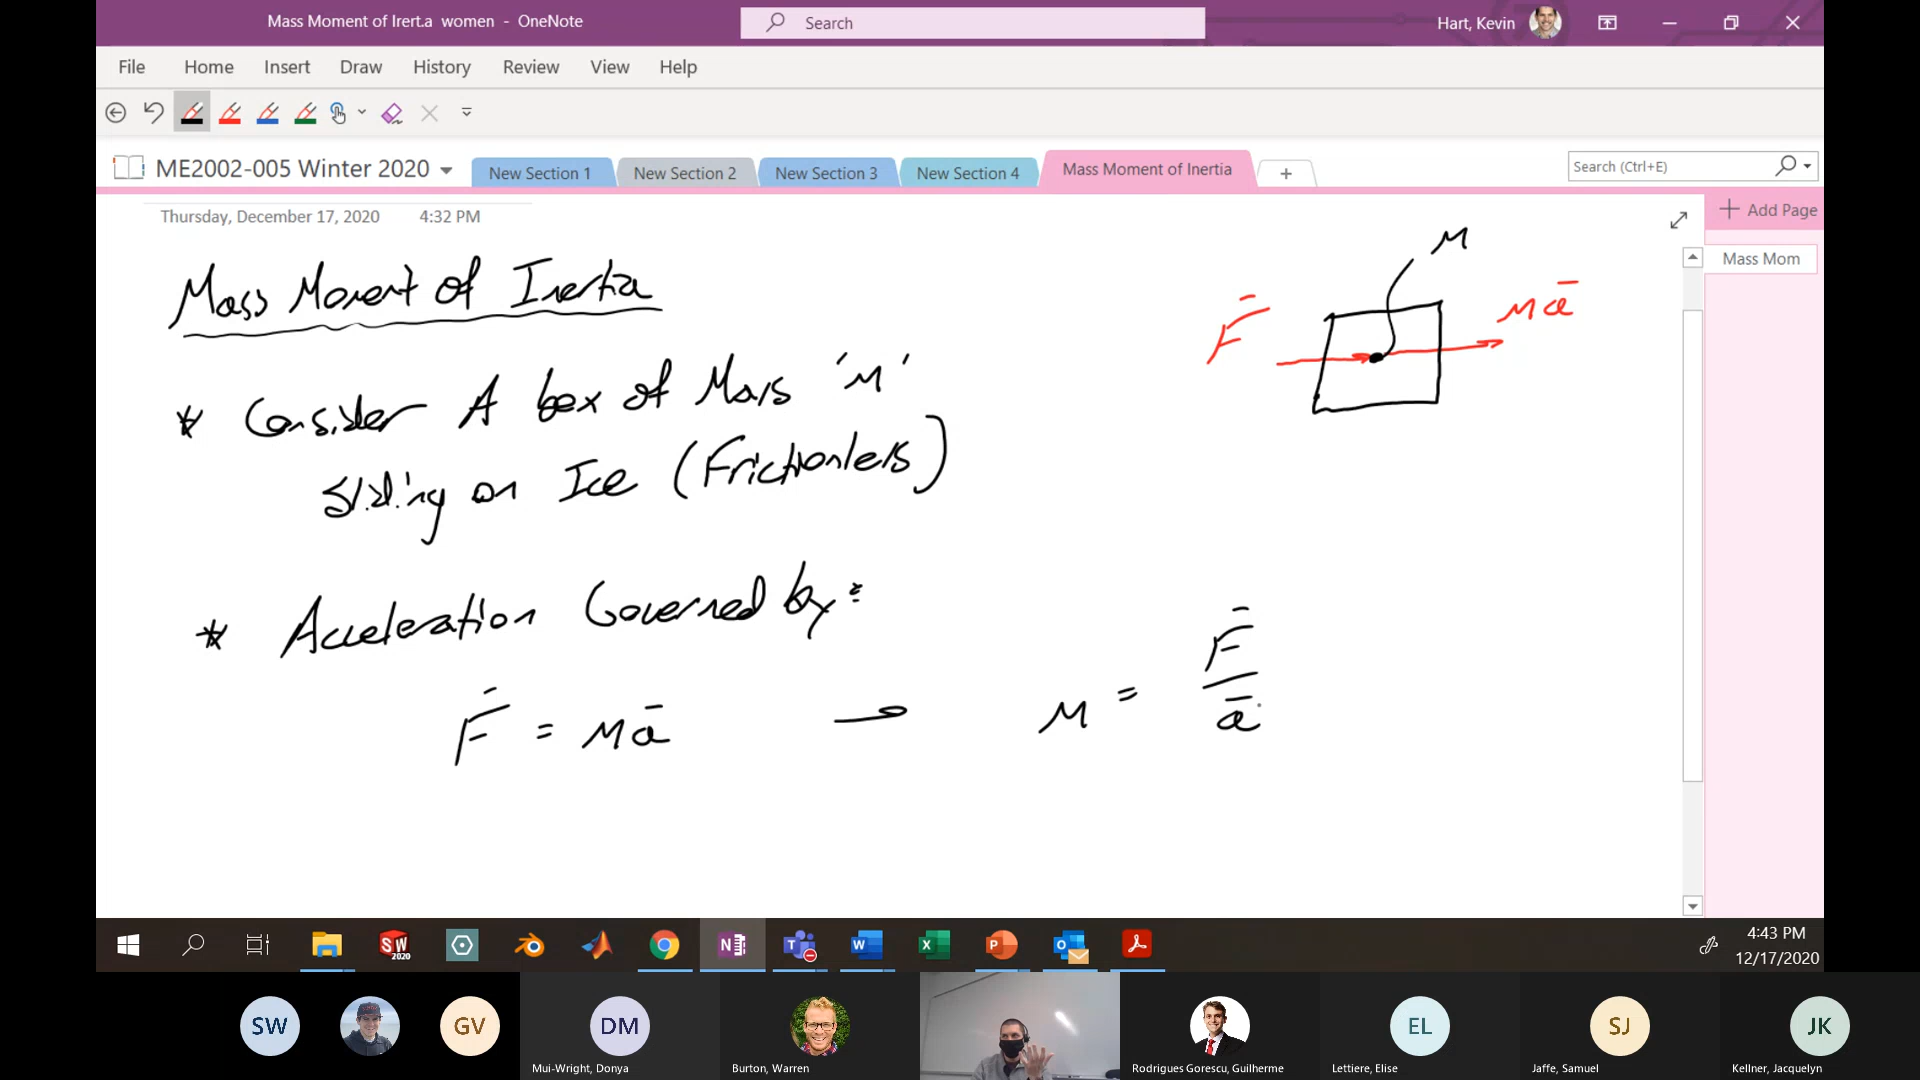 Mass Moment of Irert.a women - OneNote
Search
Hart, Kevin
File Home Insert Draw History Review View Help
ME2002-005 Winter 2020
New Section 1
New Section 2
New Section 3
New Section 4
Mass Moment of Inertia
Search (Ctrl+E)
Thursday, December 17, 2020 4:32 PM
Add Page
Mass Mom
Mass Moment of Inertia
M
F̄
Mā
* Consider A box of Mass 'M'
Sliding on Ice (Frictionless)
* Acceleration Governed by:
F̄ = Mā → M = F̄
ā
SW
2020
4:43 PM
12/17/2020
SW
GV
DM
EL
SJ
JK
Mui-Wright, Donya
Burton, Warren
Rodrigues Gorescu, Guilherme
Lettiere, Elise
Jaffe, Samuel
Kellner, Jacquelyn